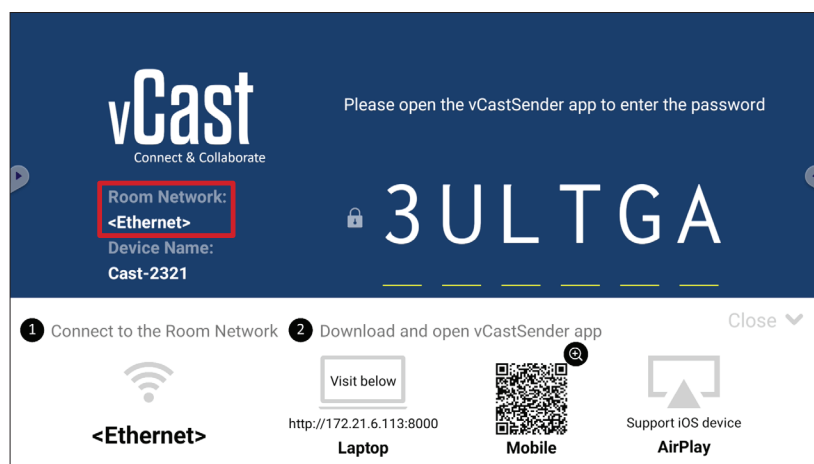 vCast
Connect & Collaborate
Please open the vCastSender app to enter the password
Room Network:
<Ethernet>
Device Name:
Cast-2321
3ULTGA
1 Connect to the Room Network
2 Download and open vCastSender app
Close
<Ethernet>
Visit below
http://172.21.6.113:8000
Laptop
Mobile
Support iOS device
AirPlay